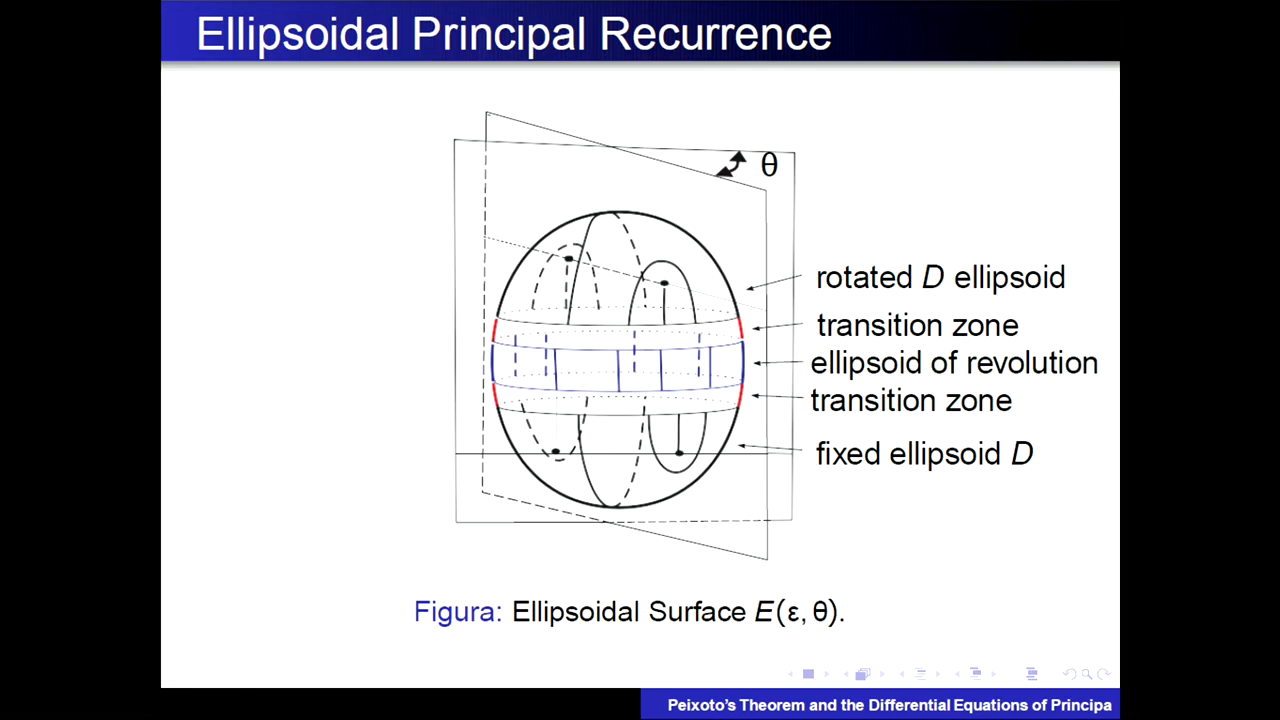 Ellipsoidal Principal Recurrence
θ
rotated D ellipsoid
transition zone
ellipsoid of revolution
transition zone
fixed ellipsoid D
Figura: Ellipsoidal Surface E(ε, θ).
Peixoto's Theorem and the Differential Equations of Principa